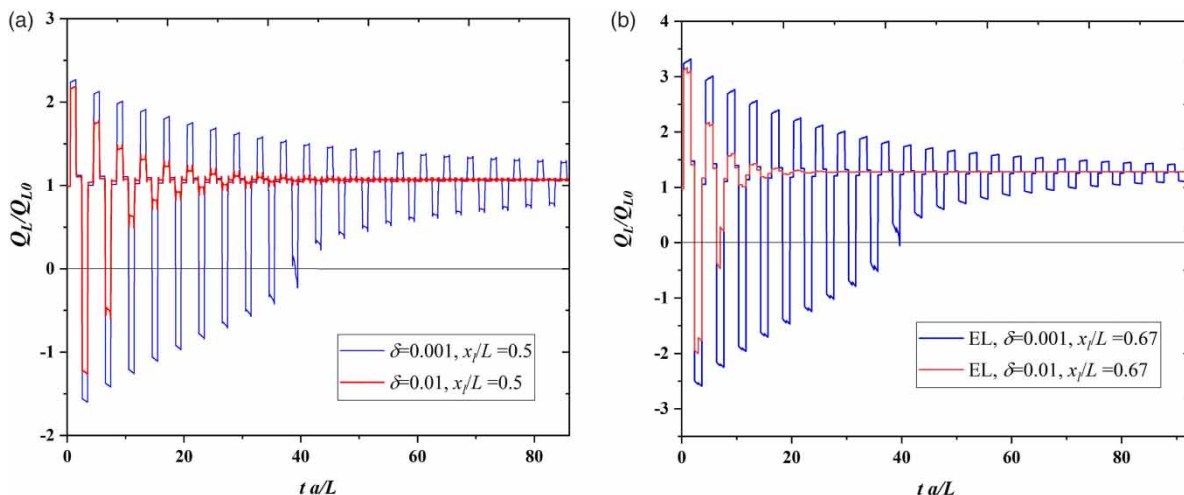 (a)
3
2
1
0
-1
-2
Q_L/Q_L0
0
20
40
60
80
t a/L
δ=0.001, x_l/L =0.5
δ=0.01, x_l/L =0.5
(b)
4
3
2
1
0
-1
-2
-3
Q_L/Q_L0
0
20
40
60
80
t a/L
EL, δ=0.001, x_l/L =0.67
EL, δ=0.01, x_l/L =0.67